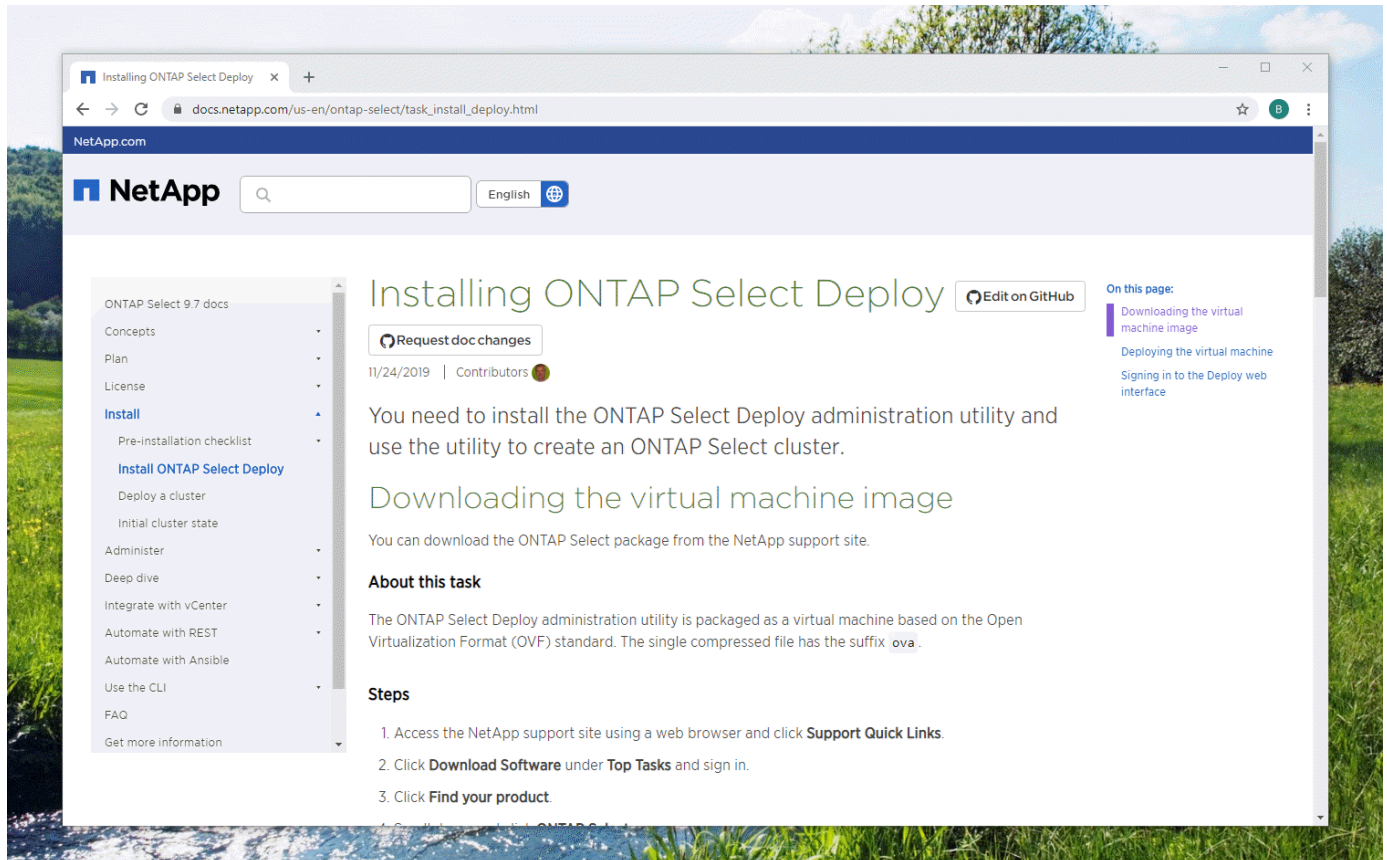 Installing ONTAP Select Deploy
docs.netapp.com/us-en/ontap-select/task_install_deploy.html
B
NetApp.com
NetApp
English
ONTAP Select 9.7 docs
Concepts
Plan
License
Install
Pre-installation checklist
Install ONTAP Select Deploy
Deploy a cluster
Initial cluster state
Administer
Deep dive
Integrate with vCenter
Automate with REST
Automate with Ansible
Use the CLI
FAQ
Get more information
Installing ONTAP Select Deploy
Edit on GitHub
Request doc changes
11/24/2019 | Contributors
You need to install the ONTAP Select Deploy administration utility and
use the utility to create an ONTAP Select cluster.
Downloading the virtual machine image
You can download the ONTAP Select package from the NetApp support site.
About this task
The ONTAP Select Deploy administration utility is packaged as a virtual machine based on the Open
Virtualization Format (OVF) standard. The single compressed file has the suffix ova.
Steps
1. Access the NetApp support site using a web browser and click Support Quick Links.
2. Click Download Software under Top Tasks and sign in.
3. Click Find your product.
On this page:
Downloading the virtual
machine image
Deploying the virtual machine
Signing in to the Deploy web
interface